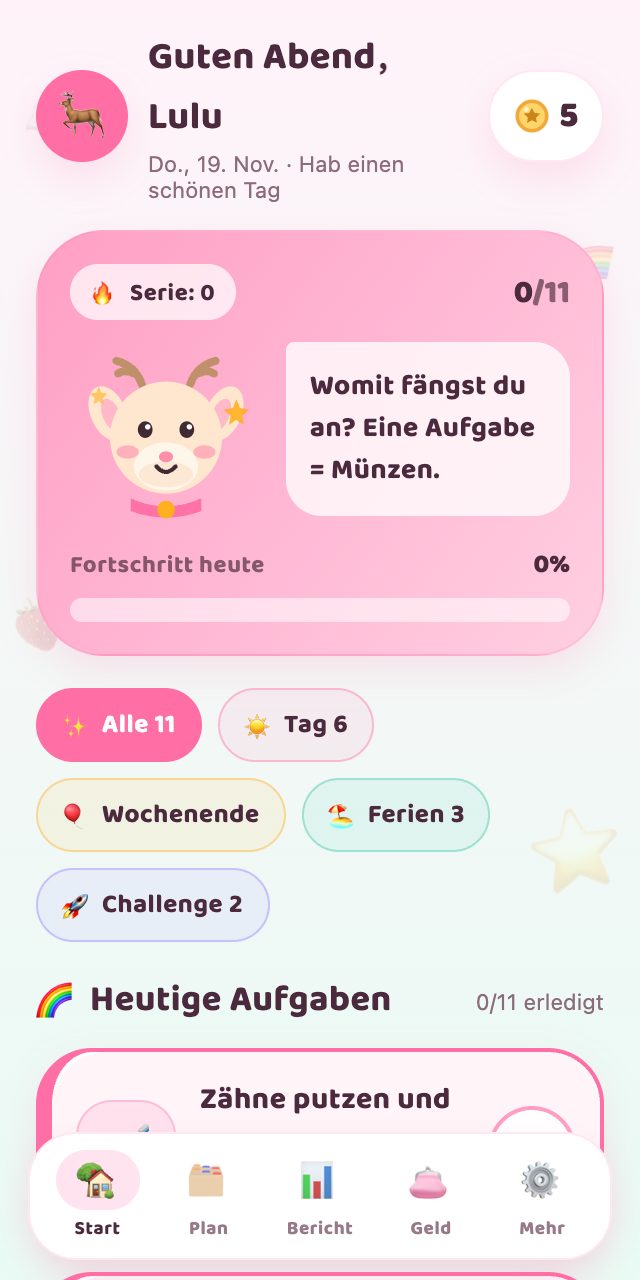 Guten Abend,
Lulu
5
Do., 19. Nov. · Hab einen
schönen Tag
Serie: 0
0/11
Womit fängst du
an? Eine Aufgabe
= Münzen.
Fortschritt heute
0%
Alle 11
Tag 6
Wochenende
Ferien 3
Challenge 2
Heutige Aufgaben
0/11 erledigt
Zähne putzen und
Start
Plan
Bericht
Geld
Mehr